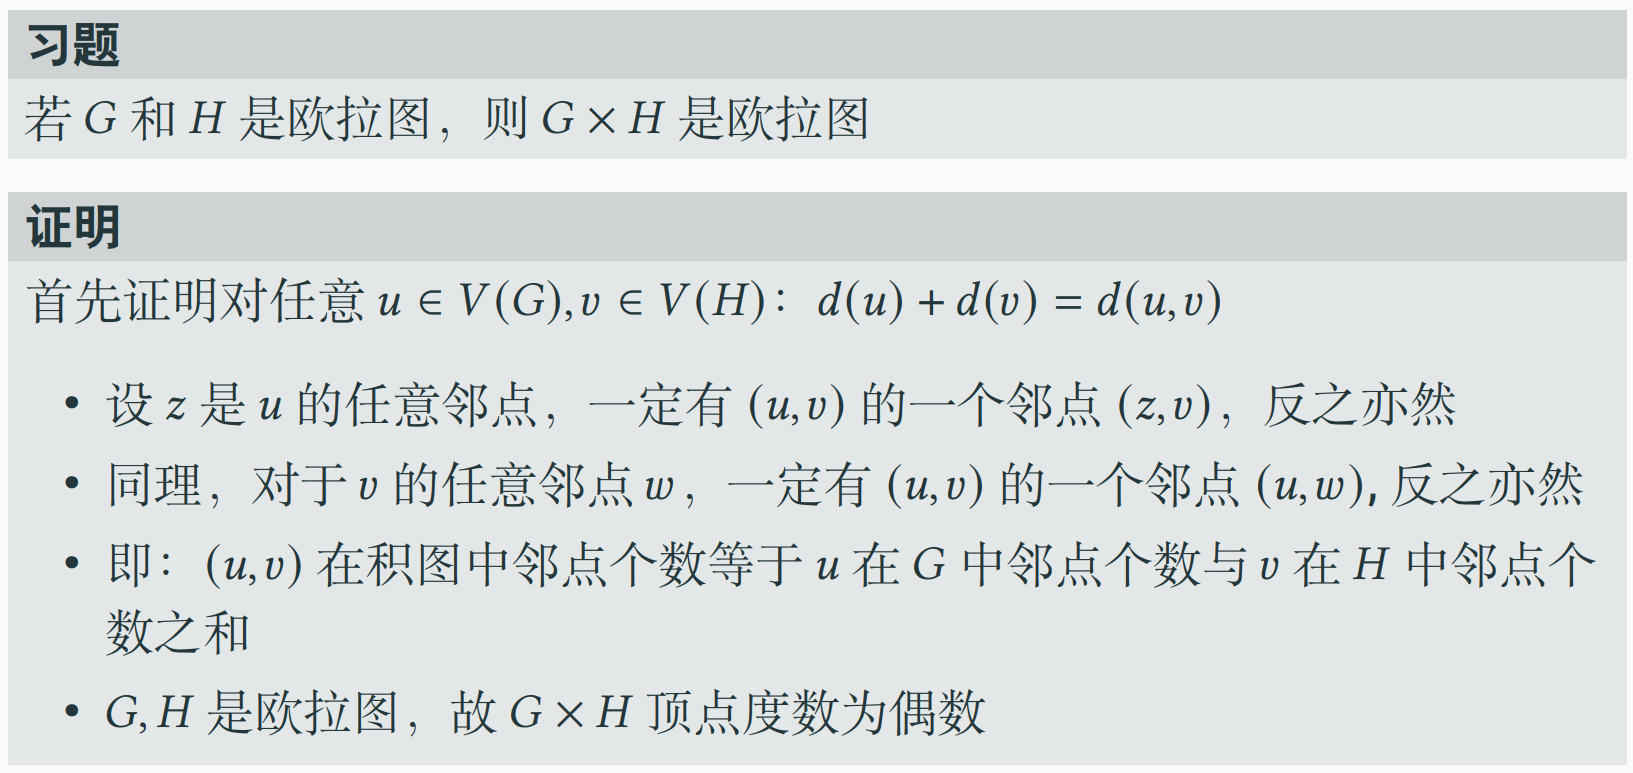 习题
若 G 和 H 是欧拉图，则 G × H 是欧拉图
证明
首先证明对任意 u ∈ V(G), v ∈ V(H)： d(u) + d(v) = d(u, v)
• 设 z 是 u 的任意邻点，一定有 (u, v) 的一个邻点 (z, v)，反之亦然
• 同理，对于 v 的任意邻点 w，一定有 (u, v) 的一个邻点 (u, w), 反之亦然
• 即：(u, v) 在积图中邻点个数等于 u 在 G 中邻点个数与 v 在 H 中邻点个
数之和
• G, H 是欧拉图，故 G × H 顶点度数为偶数